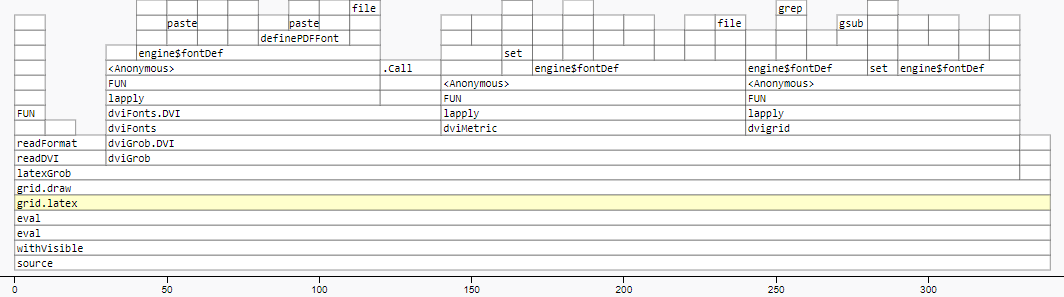 file grep
paste paste file gsub
definePDFFont
engine$fontDef set
<Anonymous> .Call engine$fontDef engine$fontDef set engine$fontDef
FUN <Anonymous> <Anonymous>
lapply FUN FUN
FUN dviFonts.DVI lapply lapply
dviFonts dviMetric dvigrid
readFormat dviGrob.DVI
readDVI dviGrob
latexGrob
grid.draw
grid.latex
eval
eval
withVisible
source
0 50 100 150 200 250 300